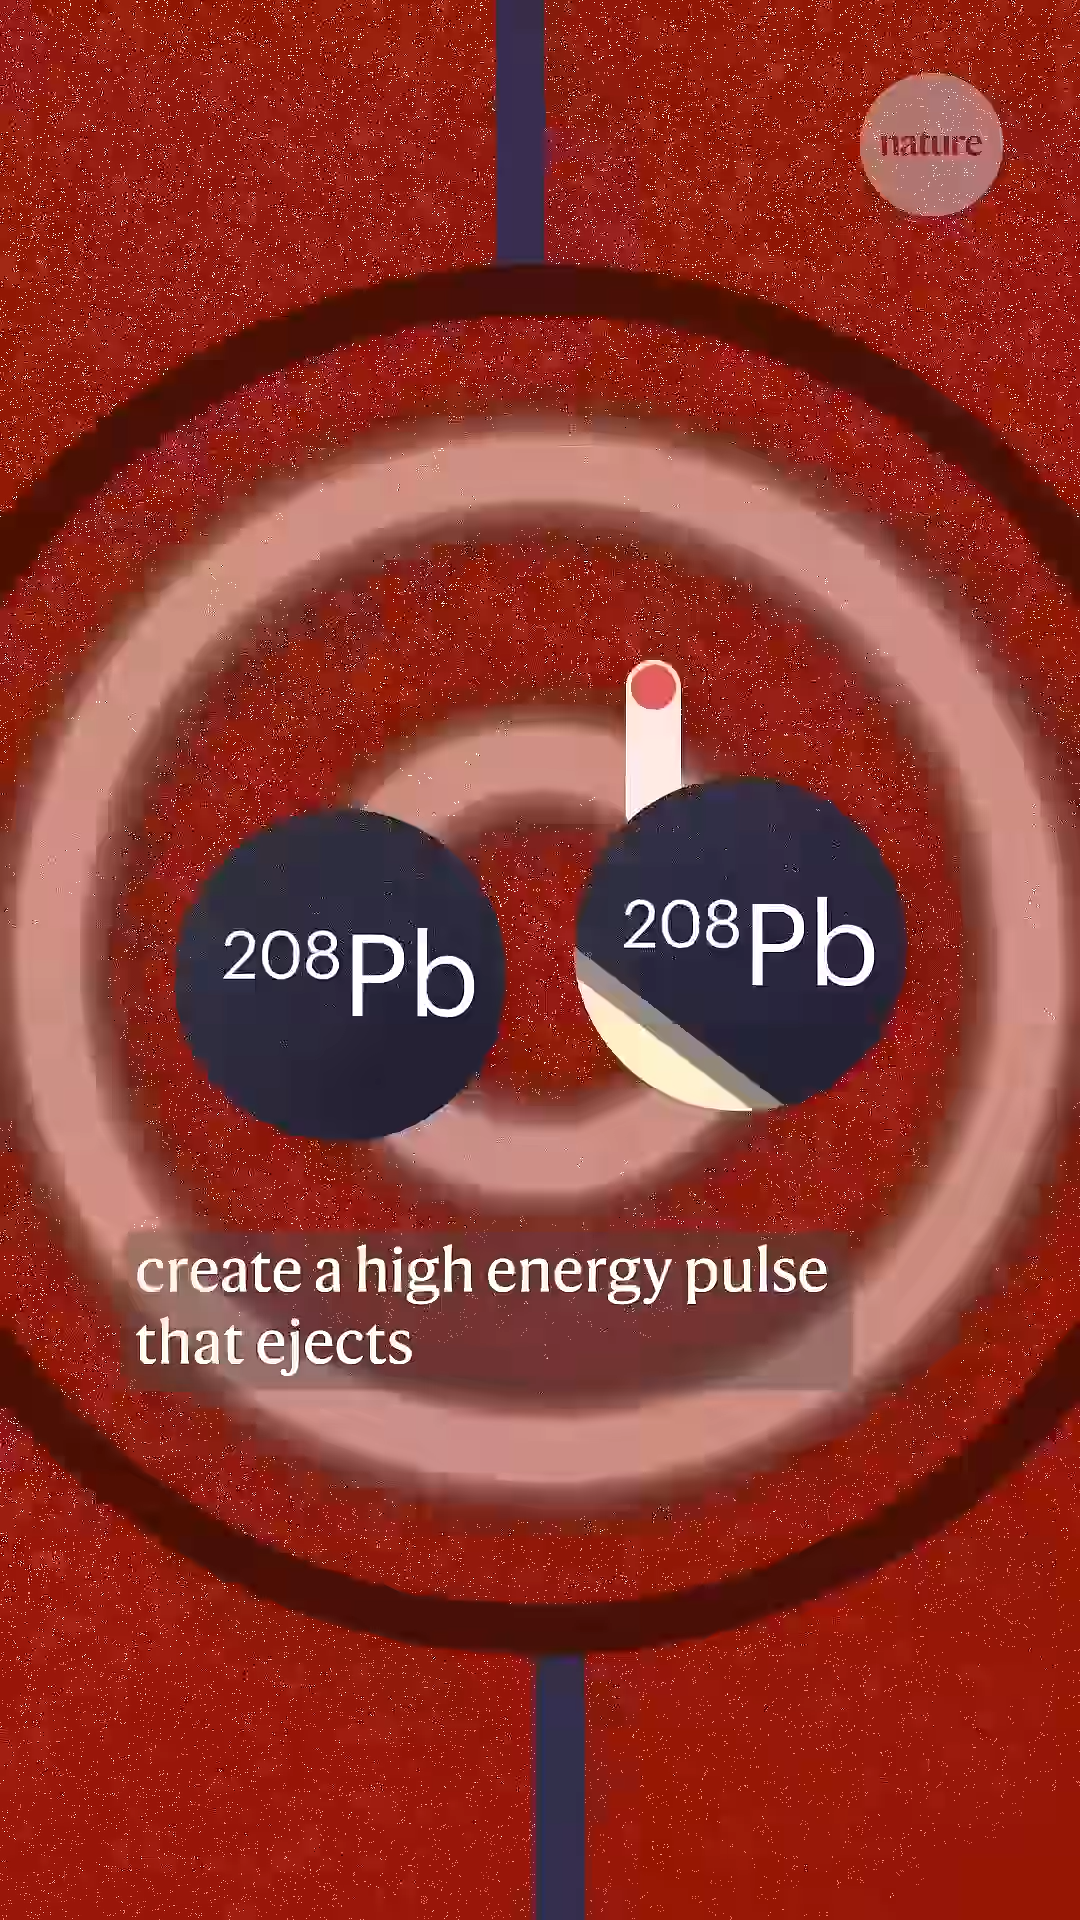 nature
²⁰⁸Pb
²⁰⁸Pb
create a high energy pulse
that ejects